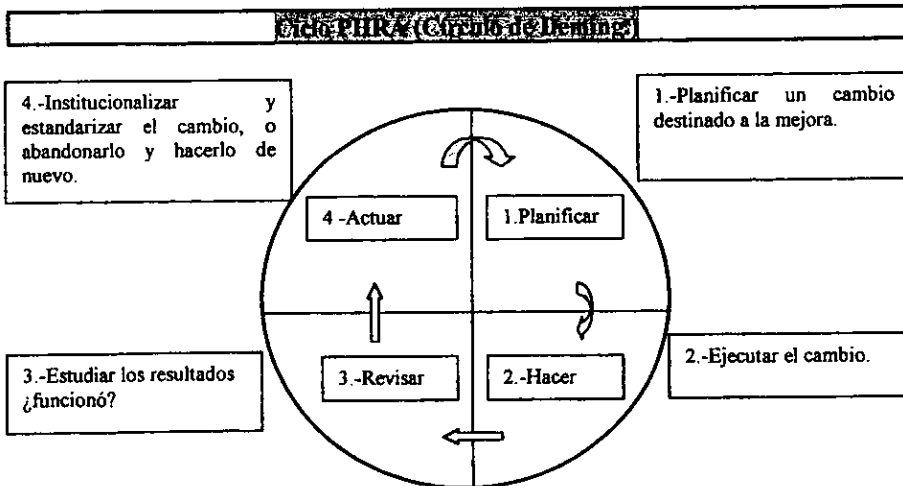 Ciclo PHRA (Círculo de Deming)
4.-Institucionalizar y
estandarizar el cambio, o
abandonarlo y hacerlo de
nuevo.
1.-Planificar un cambio
destinado a la mejora.
4 -Actuar
1.Planificar
3.-Estudiar los resultados
¿funcionó?
3.-Revisar
2.-Hacer
2.-Ejecutar el cambio.